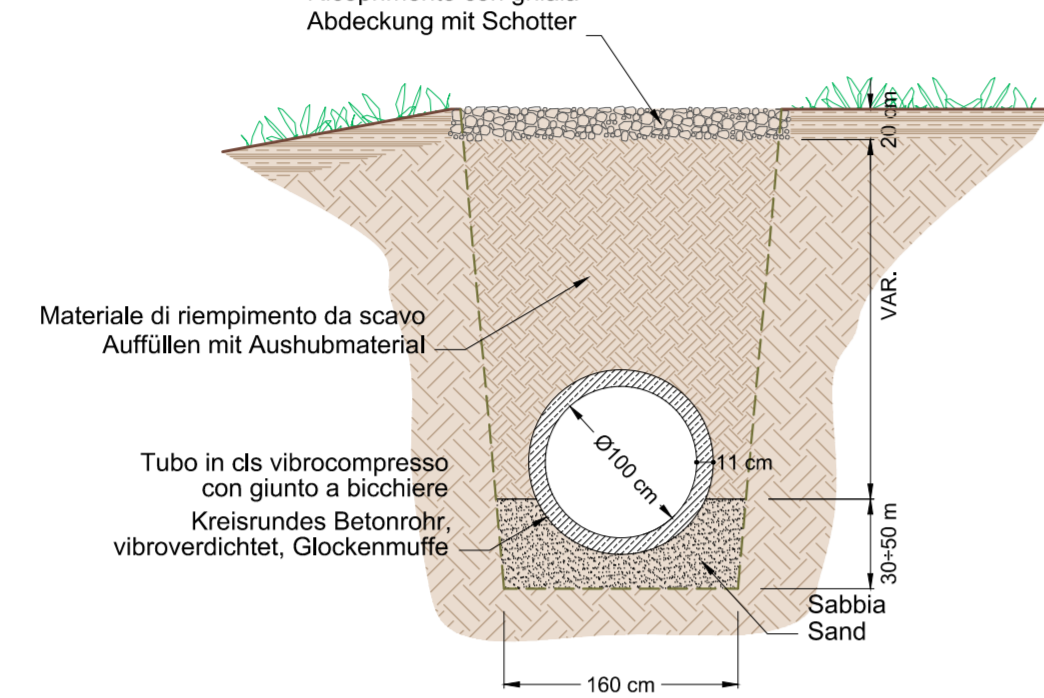 Abdeckung mit Schotter
20 cm
VAR.
Materiale di riempimento da scavo
Auffüllen mit Aushubmaterial
Ø100 cm
11 cm
Tubo in cls vibrocompresso
con giunto a bicchiere
Kreisrundes Betonrohr,
vibroverdichtet, Glockenmuffe
30÷50 m
Sabbia
Sand
160 cm